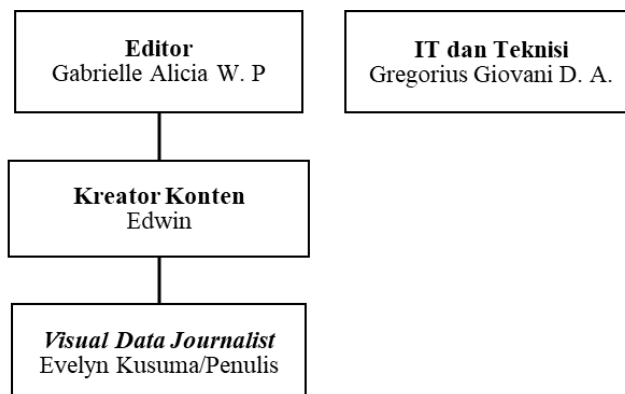 Editor
Gabrielle Alicia W. P
IT dan Teknisi
Gregorius Giovani D. A.
Kreator Konten
Edwin
Visual Data Journalist
Evelyn Kusuma/Penulis